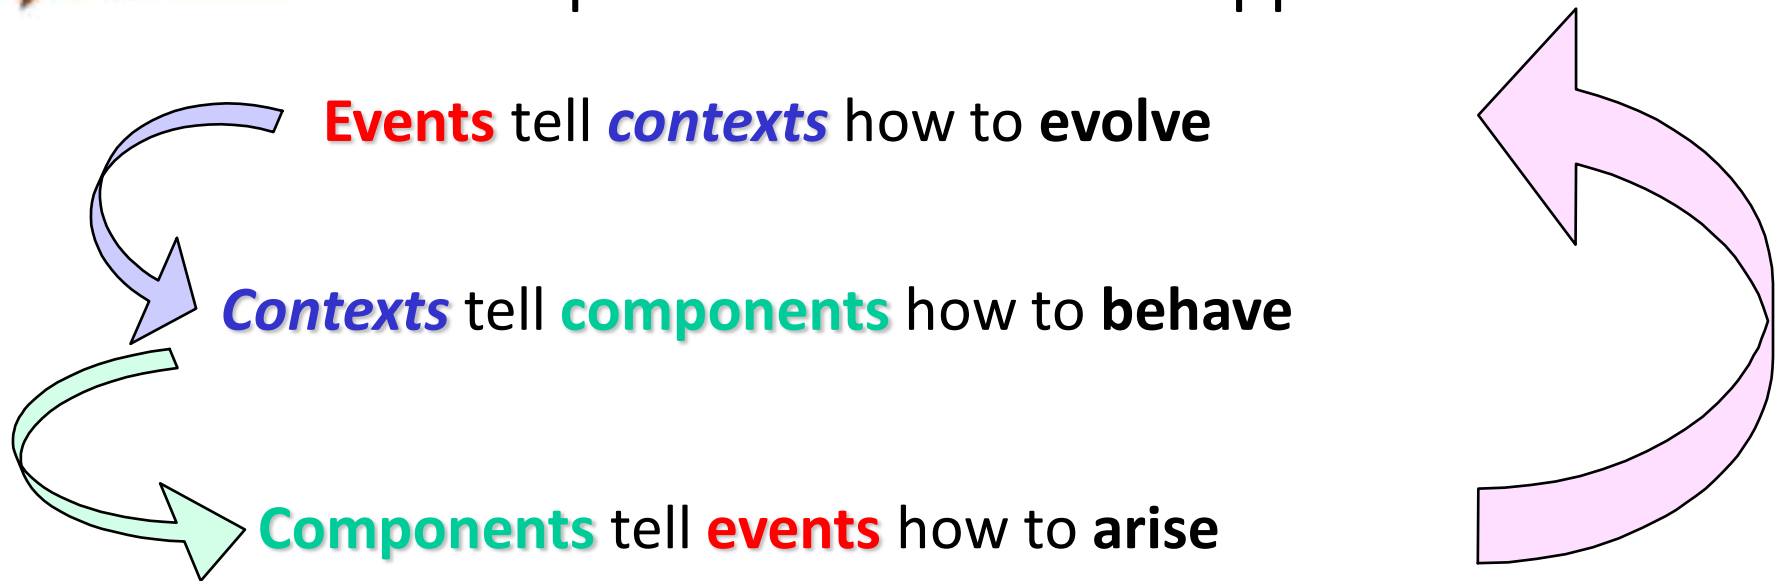 Events tell contexts how to evolve
Contexts tell components how to behave
Components tell events how to arise